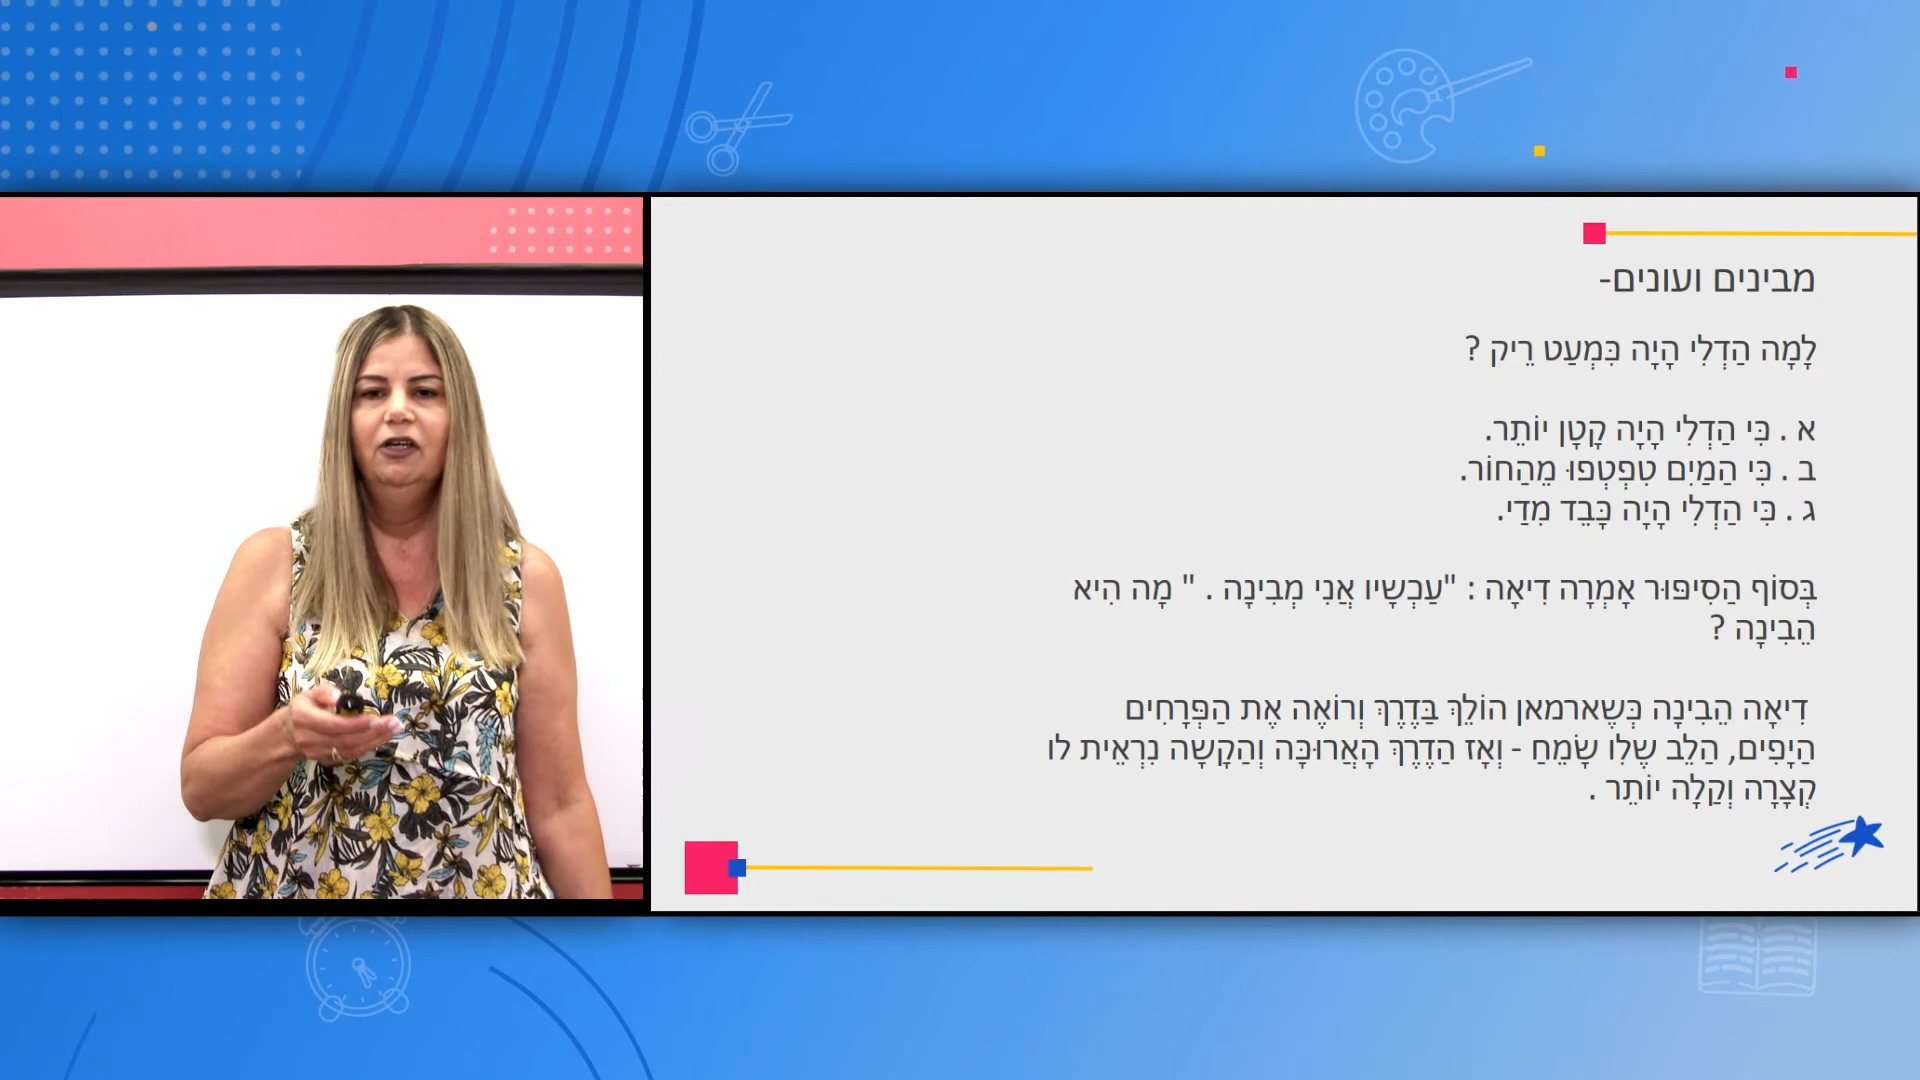 מבינים ועונים-
לָמָה הַדְלִי הָיָה כִּמְעַט רֵיק ?
א . כִּי הַדְלִי הָיָה קָטָן יוֹתֵר.
ב . כִּי הַמַיִם טִפְטְפוּ מֵהַחוֹר.
ג . כִּי הַדְלִי הָיָה כָּבֵד מִדַי.
בְּסוֹף הַסִיפּוּר אָמְרָה דִיאָה : "עַכְשָׁיו אֲנִי מְבִינָה . " מָה הִיא
הֵבִינָה ?
דִיאָה הֵבִינָה כְּשֶארמאן הוֹלֵךְ בַּדֶרֶךְ וְרוֹאֶה אֶת הַפְּרָחִים
הַיָפִים, הַלֵב שֶלוֹ שָׂמֵחַ - וְאָז הַדֶרֶךְ הָאֲרוּכָּה וְהַקָשָה נִרְאֵית לוֹ
קְצָרָה וְקַלָה יוֹתֵר .